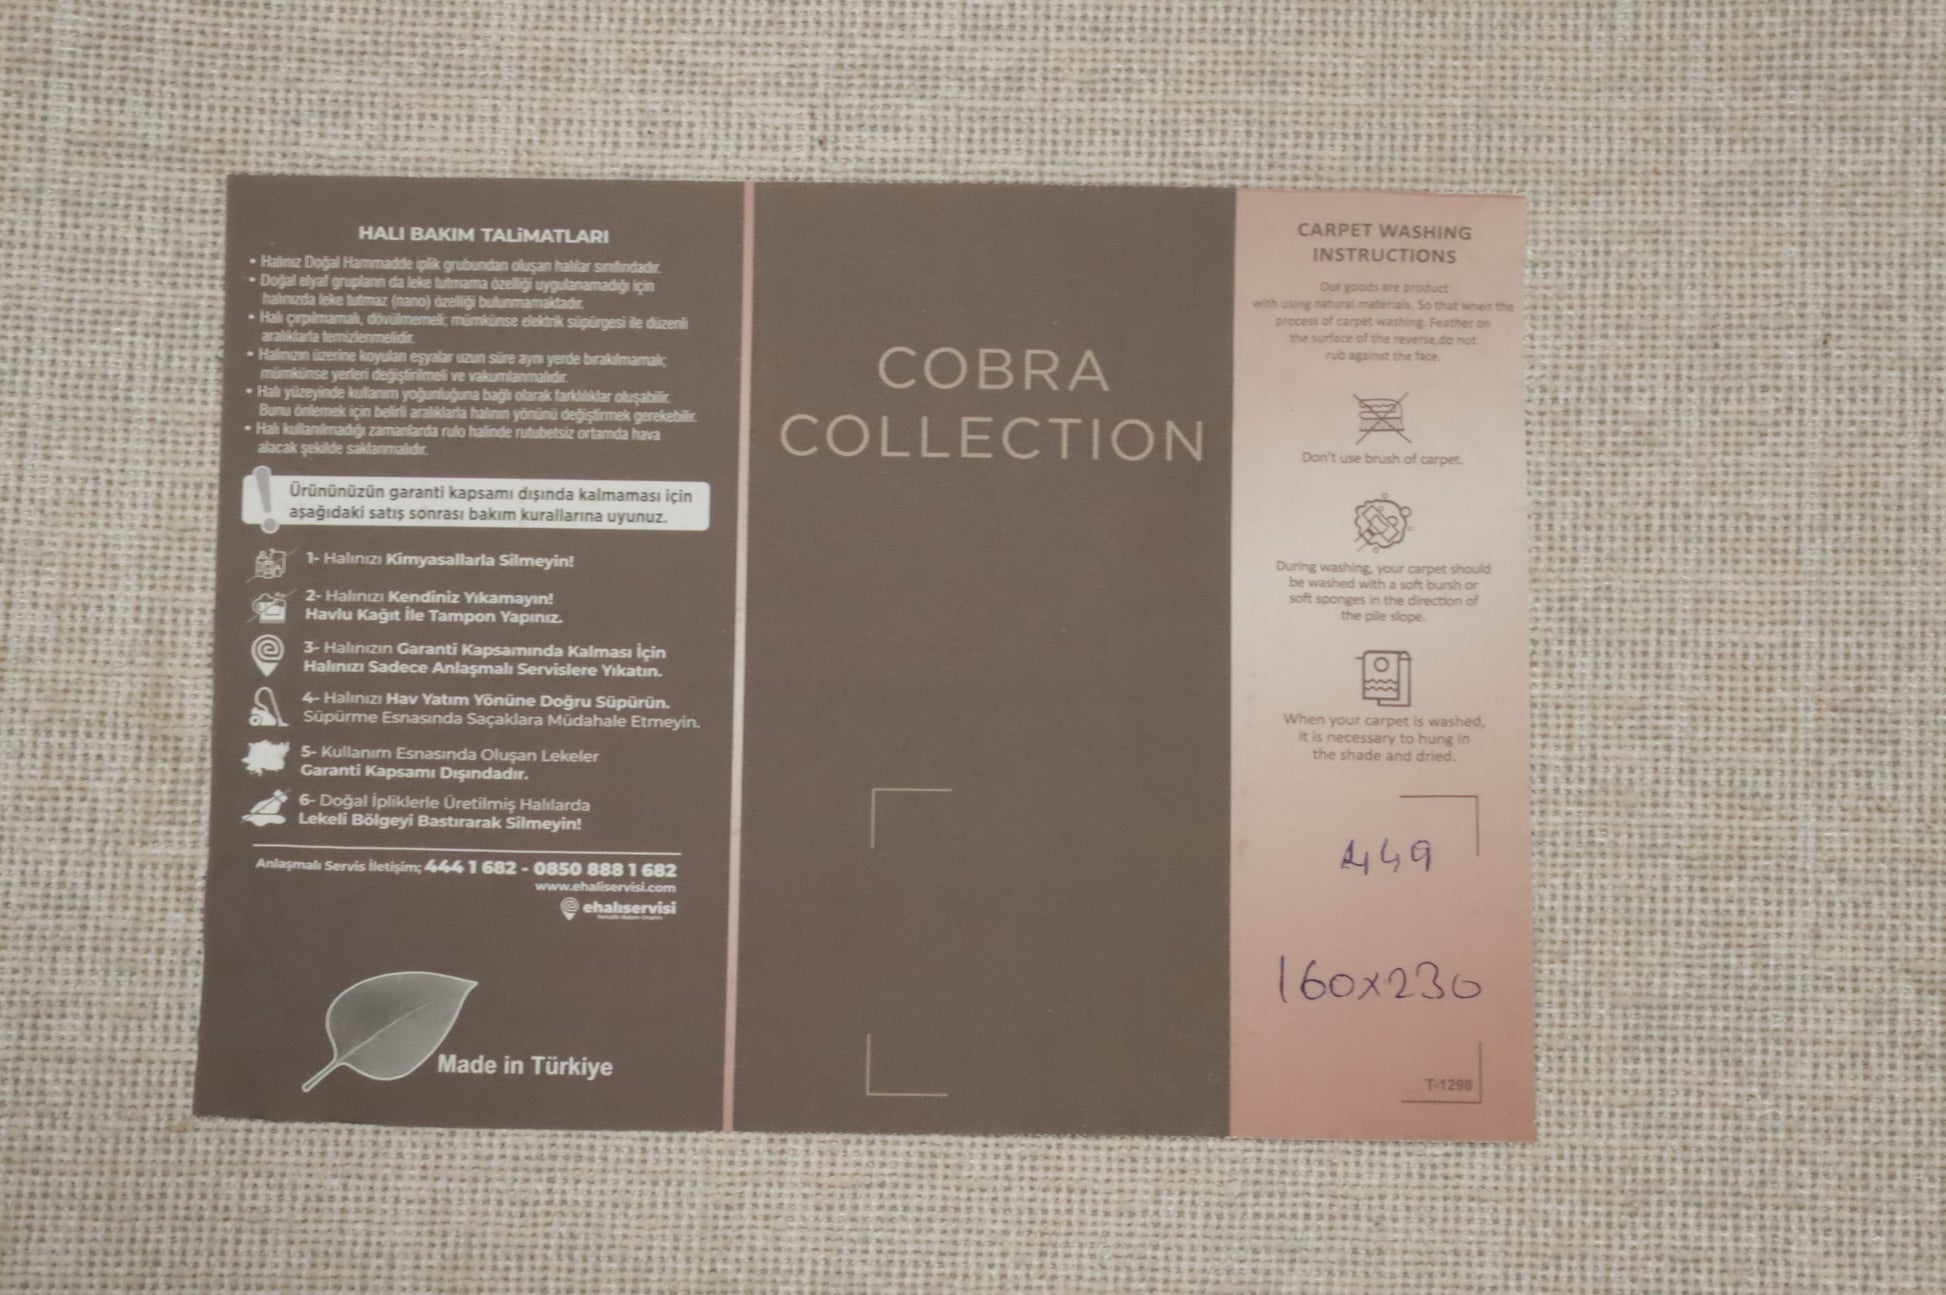 HALI BAKIM TALİMATLARI
• Halınız Doğal Hammadde iplik grubundan oluşan halılar sınıfındadır.
• Doğal elyaf grupların da leke tutmama özelliği uygulanamadığı için
halınızda leke tutmaz (nano) özelliği bulunmamaktadır.
• Halı çırpılmamalı, dövülmemeli; mümkünse elektrik süpürgesi ile düzenli
aralıklarla temizlenmelidir.
• Halınızın üzerine koyulan eşyalar uzun süre aynı yerde bırakılmamalı;
mümkünse yerleri değiştirilmeli ve vakumlanmalıdır.
• Halı yüzeyinde kullanım yoğunluğuna bağlı olarak farklılıklar oluşabilir.
Bunu önlemek için belirli aralıklarla halının yönünü değiştirmek gerekebilir.
• Halı kullanılmadığı zamanlarda rulo halinde rutubetsiz ortamda hava
alacak şekilde saklanmalıdır.
Ürününüzün garanti kapsamı dışında kalmaması için
aşağıdaki satış sonrası bakım kurallarına uyunuz.
1- Halınızı Kimyasallarla Silmeyin!
2- Halınızı Kendiniz Yıkamayın!
Havlu Kağıt İle Tampon Yapınız.
3- Halınızın Garanti Kapsamında Kalması İçin
Halınızı Sadece Anlaşmalı Servislere Yıkatın.
4- Halınızı Hav Yatım Yönüne Doğru Süpürün.
Süpürme Esnasında Saçaklara Müdahale Etmeyin.
5- Kullanım Esnasında Oluşan Lekeler
Garanti Kapsamı Dışındadır.
6- Doğal İpliklerle Üretilmiş Halılarda
Lekeli Bölgeyi Bastırarak Silmeyin!
Anlaşmalı Servis İletişim; 444 1 682 - 0850 888 1 682
www.ehaliservisi.com
ehalıservisi
Made in Türkiye
COBRA
COLLECTION
CARPET WASHING
INSTRUCTIONS
Our goods are product
with using natural materials. So that when the
process of carpet washing. Feather on
the surface of the reverse,do not
rub against the face.
Don't use brush of carpet.
During washing, your carpet should
be washed with a soft bursh or
soft sponges in the direction of
the pile slope.
When your carpet is washed,
it is necessary to hung in
the shade and dried.
449
160x230
T-1298